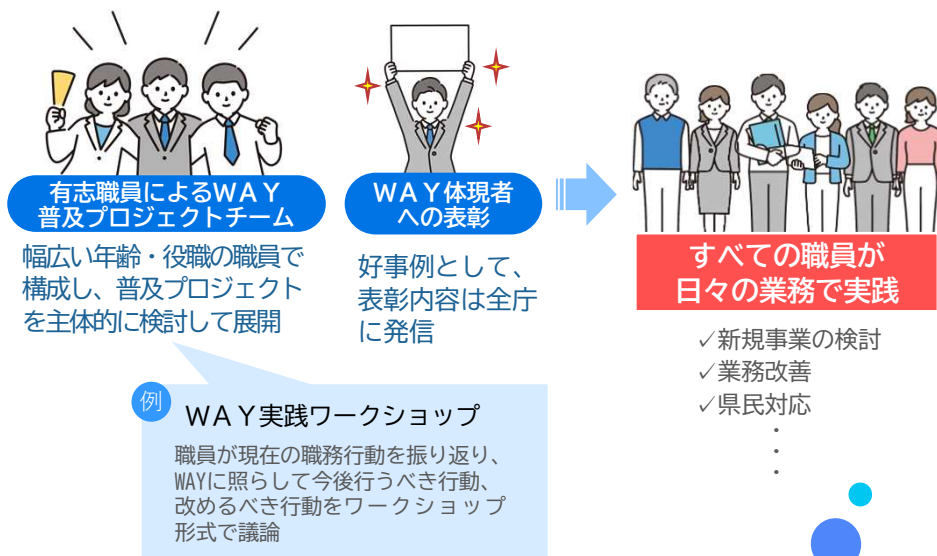 有志職員によるWAY
普及プロジェクトチーム
幅広い年齢・役職の職員で
構成し、普及プロジェクト
を主体的に検討して展開
WAY体現者
への表彰
好事例として、
表彰内容は全庁
に発信
すべての職員が
日々の業務で実践
✓新規事業の検討
✓業務改善
✓県民対応
・
・
・
例
WAY実践ワークショップ
職員が現在の職務行動を振り返り、
WAYに照らして今後行うべき行動、
改めるべき行動をワークショップ
形式で議論